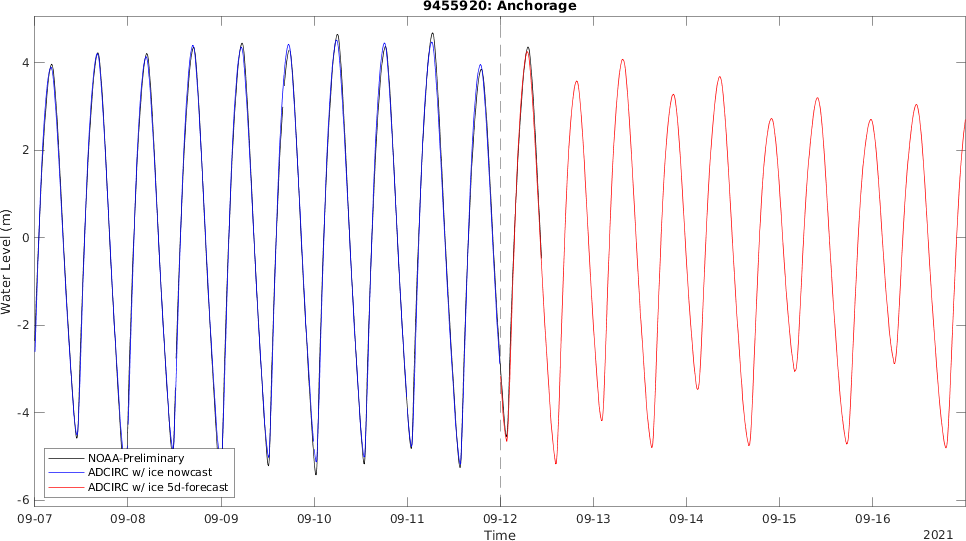 9455920: Anchorage
4
2
0
-2
-4
-6
Water Level (m)
NOAA-Preliminary
ADCIRC w/ ice nowcast
ADCIRC w/ ice 5d-forecast
09-07 09-08 09-09 09-10 09-11 09-12 09-13 09-14 09-15 09-16
Time
2021